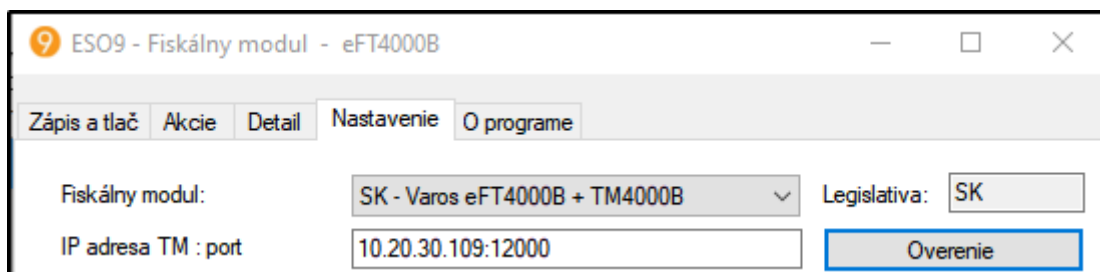 9 ESO9 - Fiskálny modul - eFT4000B
Zápis a tlač Akcie Detail Nastavenie O programe
Fiskálny modul: SK - Varos eFT4000B + TM4000B Legislativa: SK
IP adresa TM : port 10.20.30.109:12000 Overenie